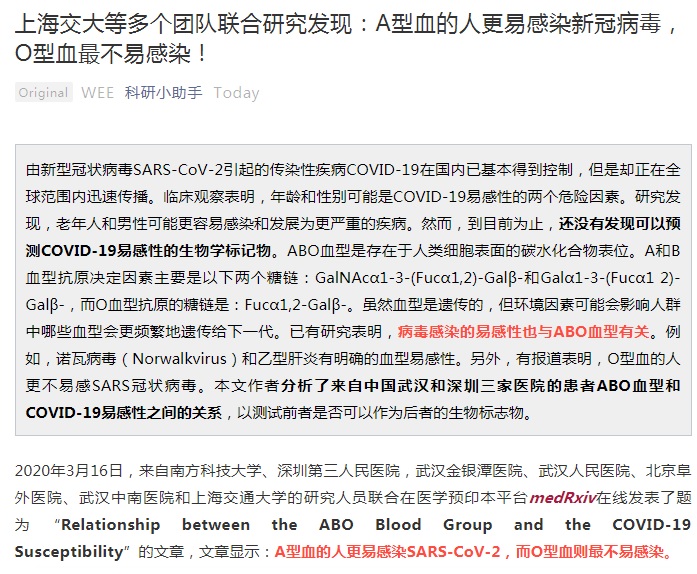 上海交大等多个团队联合研究发现：A型血的人更易感染新冠病毒，
O型血最不易感染！
Original WEE 科研小助手 Today
由新型冠状病毒SARS-CoV-2引起的传染性疾病COVID-19在国内已基本得到控制，但是却正在全
球范围内迅速传播。临床观察表明，年龄和性别可能是COVID-19易感性的两个危险因素。研究发
现，老年人和男性可能更容易感染和发展为更严重的疾病。然而，到目前为止，还没有发现可以预
测COVID-19易感性的生物学标记物。ABO血型是存在于人类细胞表面的碳水化合物表位。A和B
血型抗原决定因素主要是以下两个糖链：GalNAcα1-3-(Fucα1,2)-Galβ-和Galα1-3-(Fucα1 2)-
Galβ-，而O血型抗原的糖链是：Fucα1,2-Galβ-。虽然血型是遗传的，但环境因素可能会影响人群
中哪些血型会更频繁地遗传给下一代。已有研究表明，病毒感染的易感性也与ABO血型有关。例
如，诺瓦病毒（Norwalkvirus）和乙型肝炎有明确的血型易感性。另外，有报道表明，O型血的人
更不易感SARS冠状病毒。本文作者分析了来自中国武汉和深圳三家医院的患者ABO血型和
COVID-19易感性之间的关系，以测试前者是否可以作为后者的生物标志物。
2020年3月16日，来自南方科技大学、深圳第三人民医院，武汉金银潭医院、武汉人民医院、北京阜
外医院、武汉中南医院和上海交通大学的研究人员联合在医学预印本平台medRxiv在线发表了题
为 “Relationship between the ABO Blood Group and the COVID-19
Susceptibility”的文章，文章显示：A型血的人更易感染SARS-CoV-2，而O型血则最不易感染。